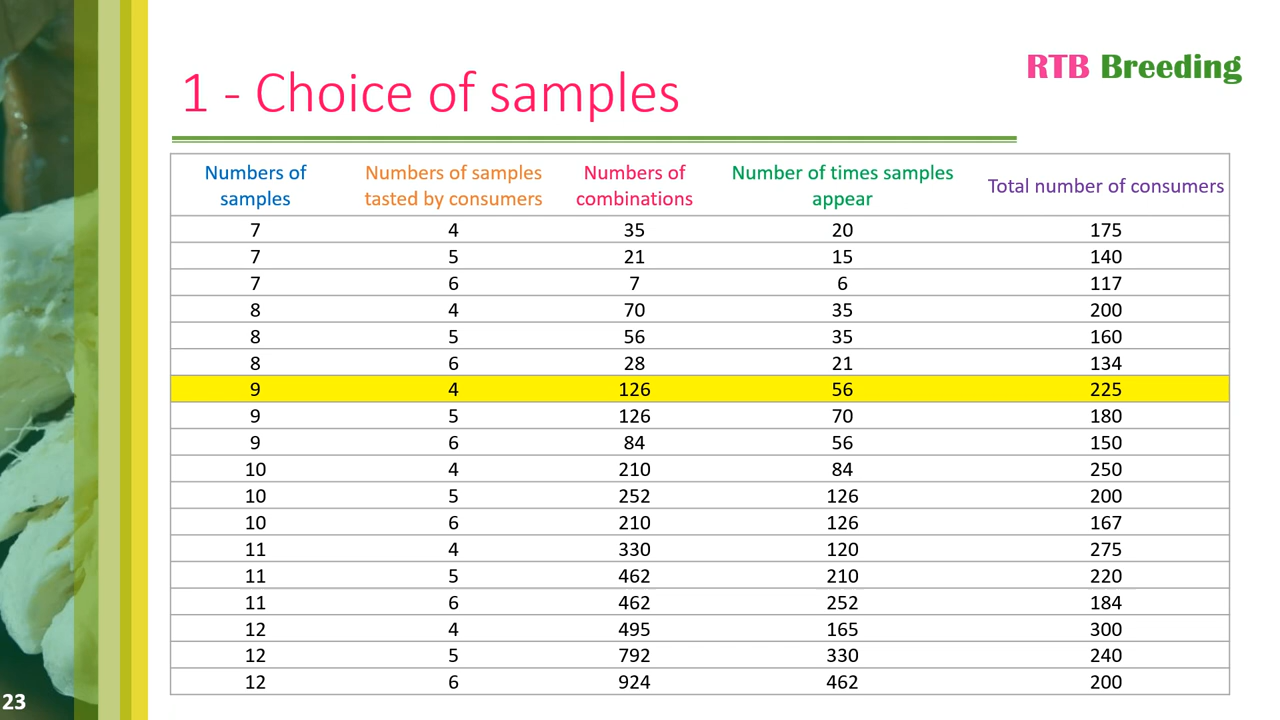 1 - Choice of samples
RTB Breeding
Numbers of samples Numbers of samples tasted by consumers Numbers of combinations Number of times samples appear Total number of consumers
7 4 35 20 175
7 5 21 15 140
7 6 7 6 117
8 4 70 35 200
8 5 56 35 160
8 6 28 21 134
9 4 126 56 225
9 5 126 70 180
9 6 84 56 150
10 4 210 84 250
10 5 252 126 200
10 6 210 126 167
11 4 330 120 275
11 5 462 210 220
11 6 462 252 184
12 4 495 165 300
12 5 792 330 240
12 6 924 462 200
23